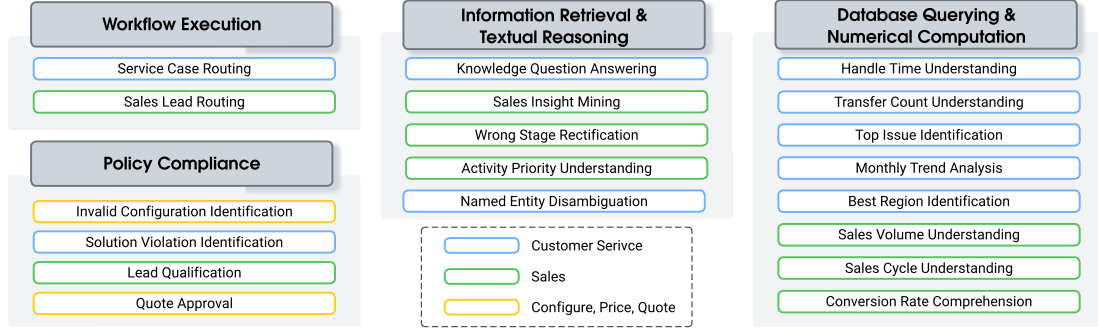 Workflow Execution
Service Case Routing
Sales Lead Routing
Policy Compliance
Invalid Configuration Identification
Solution Violation Identification
Lead Qualification
Quote Approval
Information Retrieval &
Textual Reasoning
Knowledge Question Answering
Sales Insight Mining
Wrong Stage Rectification
Activity Priority Understanding
Named Entity Disambiguation
Customer Serivce
Sales
Configure, Price, Quote
Database Querying &
Numerical Computation
Handle Time Understanding
Transfer Count Understanding
Top Issue Identification
Monthly Trend Analysis
Best Region Identification
Sales Volume Understanding
Sales Cycle Understanding
Conversion Rate Comprehension